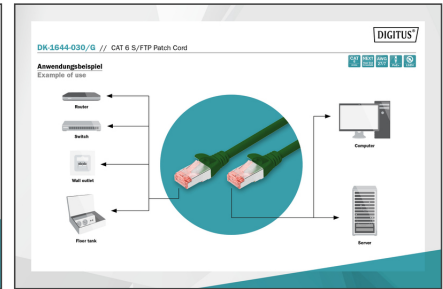 DIGITUS®
DK-1644-030/G // CAT 6 S/FTP Patch Cord
Anwendungsbeispiel
Example of use
Router
Switch
Wall outlet
Floor tank
Computer
Server